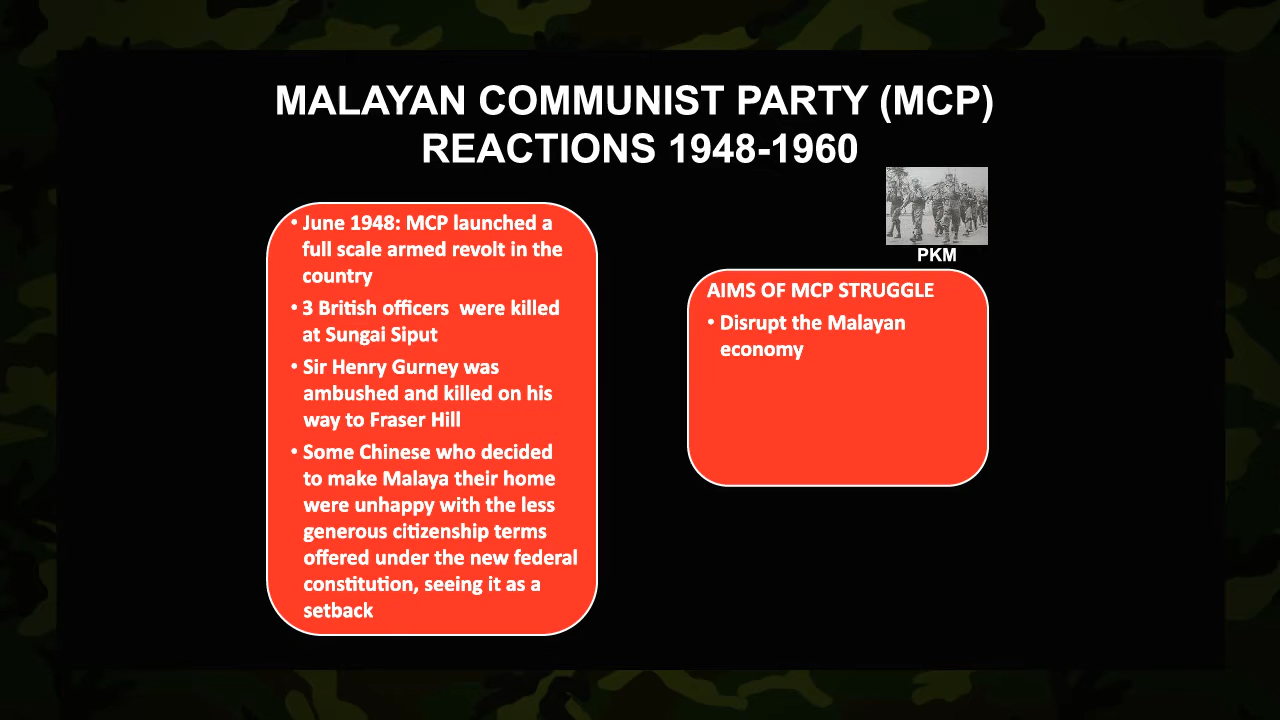 MALAYAN COMMUNIST PARTY (MCP)
REACTIONS 1948-1960
• June 1948: MCP launched a
full scale armed revolt in the
country
• 3 British officers  were killed
at Sungai Siput
• Sir Henry Gurney was
ambushed and killed on his
way to Fraser Hill
• Some Chinese who decided
to make Malaya their home
were unhappy with the less
generous citizenship terms
offered under the new federal
constitution, seeing it as a
setback
PKM
AIMS OF MCP STRUGGLE
• Disrupt the Malayan
economy